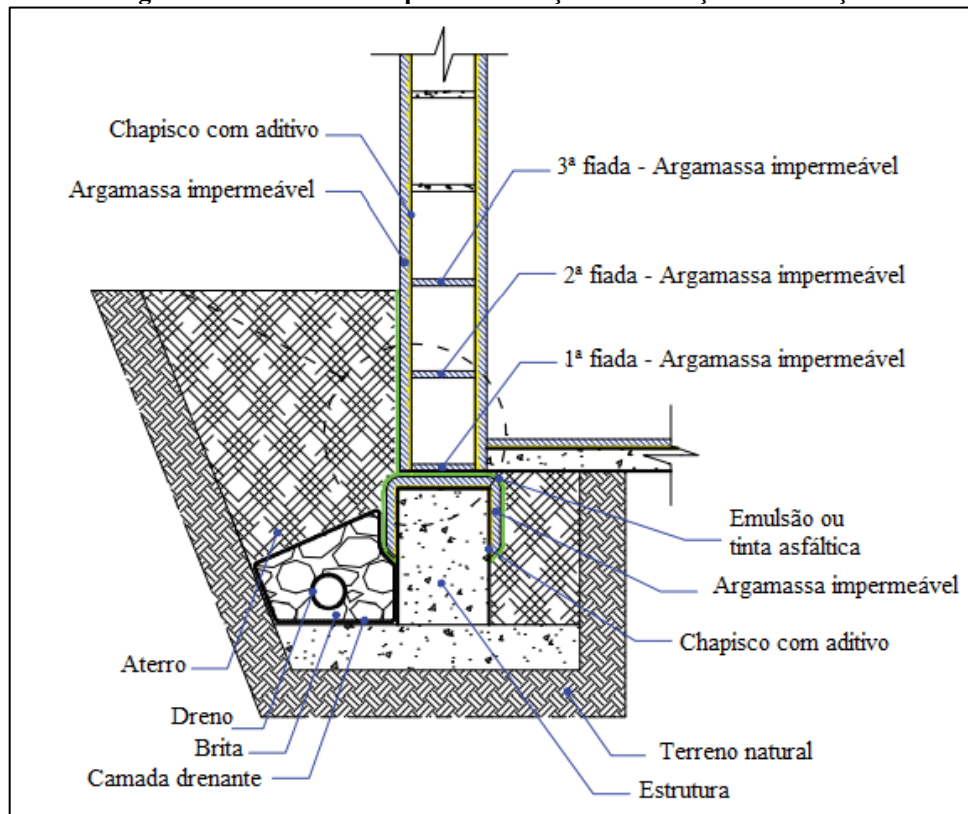 Chapisco com aditivo
Argamassa impermeável
3ª fiada - Argamassa impermeável
2ª fiada - Argamassa impermeável
1ª fiada - Argamassa impermeável
Emulsão ou
tinta asfáltica
Argamassa impermeável
Chapisco com aditivo
Aterro
Dreno
Brita
Camada drenante
Terreno natural
Estrutura